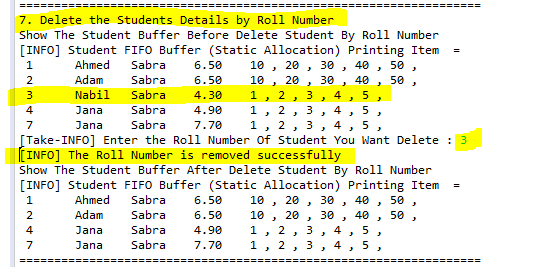 ==================================================================
7. Delete the Students Details by Roll Number
Show The Student Buffer Before Delete Student By Roll Number
[INFO] Student FIFO Buffer (Static Allocation) Printing Item  =
1      Ahmed   Sabra    6.50     10 , 20 , 30 , 40 , 50 ,
2      Adam    Sabra    6.50     10 , 20 , 30 , 40 , 50 ,
3      Nabil   Sabra    4.30     1 , 2 , 3 , 4 , 5 ,
4      Jana    Sabra    4.90     1 , 2 , 3 , 4 , 5 ,
7      Jana    Sabra    7.70     1 , 2 , 3 , 4 , 5 ,
[Take-INFO] Enter the Roll Number Of Student You Want Delete : 3
[INFO] The Roll Number is removed successfully
Show The Student Buffer After Delete Student By Roll Number
[INFO] Student FIFO Buffer (Static Allocation) Printing Item  =
1      Ahmed   Sabra    6.50     10 , 20 , 30 , 40 , 50 ,
2      Adam    Sabra    6.50     10 , 20 , 30 , 40 , 50 ,
4      Jana    Sabra    4.90     1 , 2 , 3 , 4 , 5 ,
7      Jana    Sabra    7.70     1 , 2 , 3 , 4 , 5 ,
==================================================================